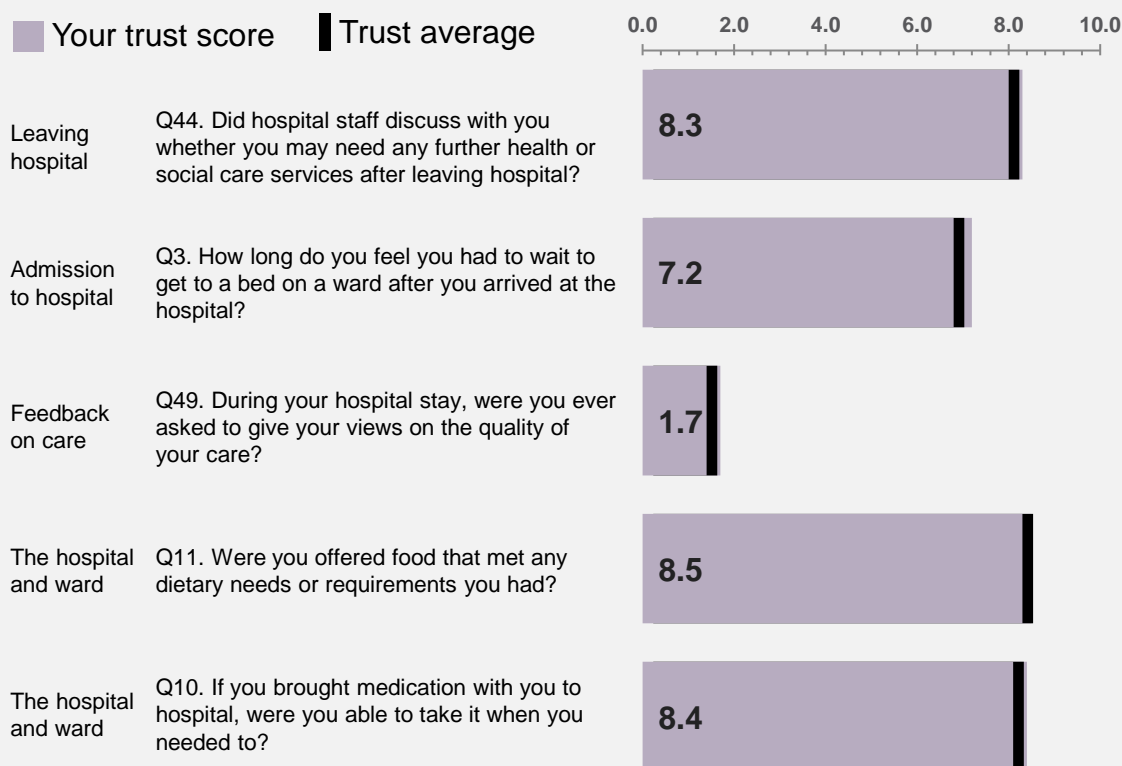 Your trust score
Trust average
0.0 2.0 4.0 6.0 8.0 10.0
Leaving
hospital
Q44. Did hospital staff discuss with you
whether you may need any further health or
social care services after leaving hospital?
8.3
Admission
to hospital
Q3. How long do you feel you had to wait to
get to a bed on a ward after you arrived at the
hospital?
7.2
Feedback
on care
Q49. During your hospital stay, were you ever
asked to give your views on the quality of
your care?
1.7
The hospital
and ward
Q11. Were you offered food that met any
dietary needs or requirements you had?
8.5
The hospital
and ward
Q10. If you brought medication with you to
hospital, were you able to take it when you
needed to?
8.4